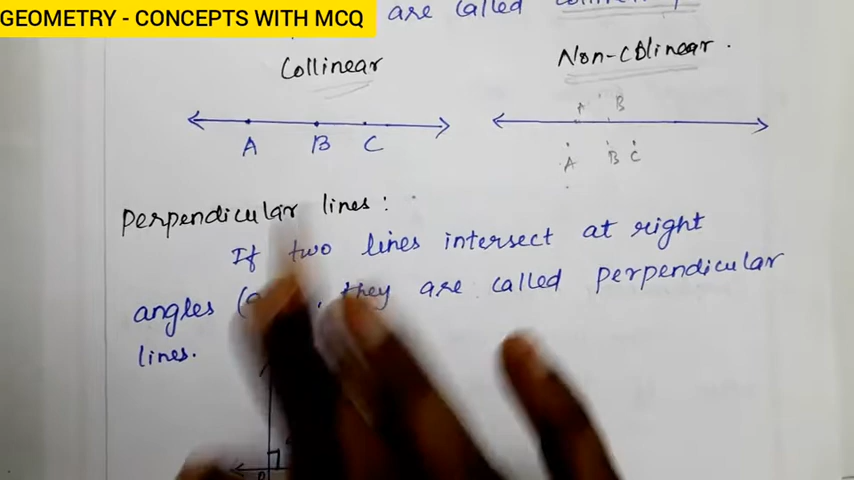 GEOMETRY - CONCEPTS WITH MCQ
are called
Collinear
Non-Collinear.
A B
A B C
A B C
Perpendicular lines:
If two lines intersect at right
angles ( , they are called perpendicular
lines.